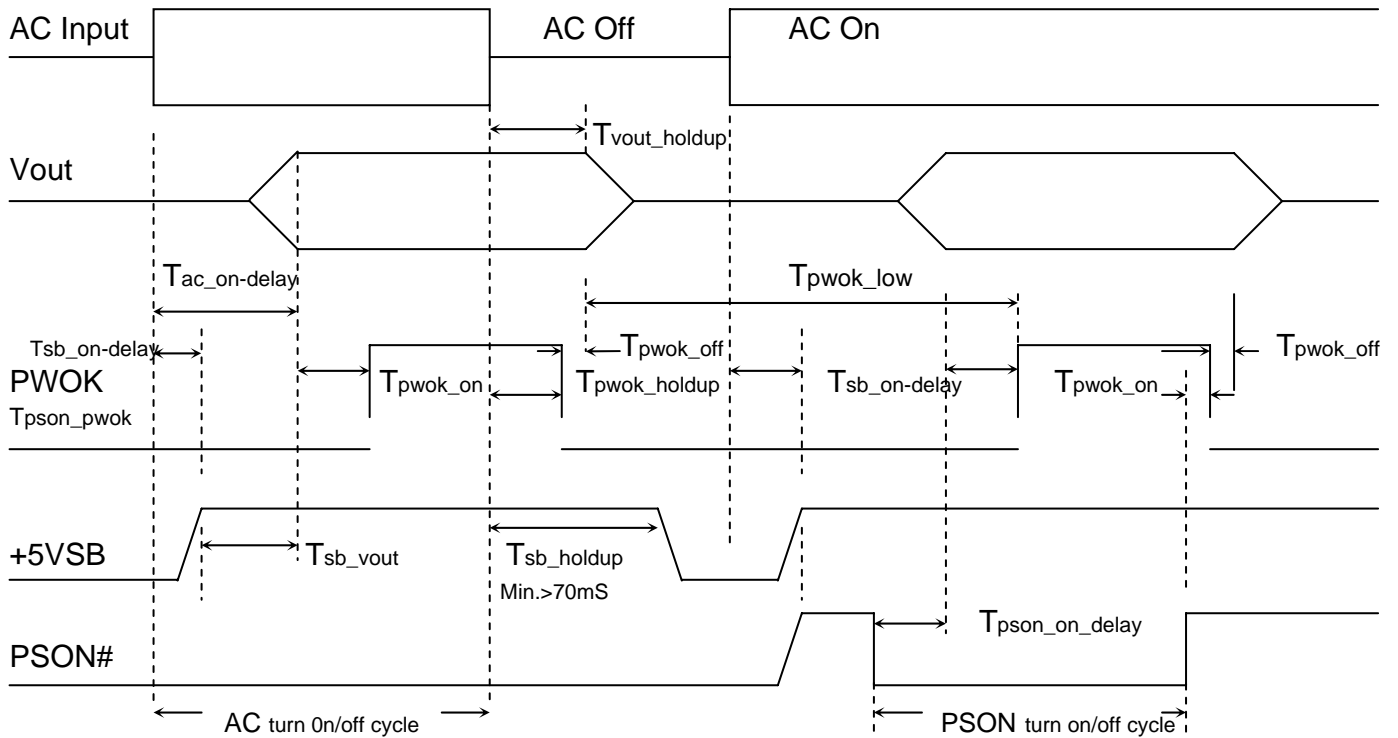 AC Input
AC Off
AC On
Tvout_holdup
Vout
Tac_on-delay
Tpwok_low
Tsb_on-delay
Tpwok_off
Tpwok_off
PWOK
Tpwok_on
Tpwok_holdup
Tsb_on-delay
Tpwok_on
Tpson_pwok
+5VSB
Tsb_vout
Tsb_holdup
Min.>70mS
PSON#
Tpson_on_delay
AC turn 0n/off cycle
PSON turn on/off cycle